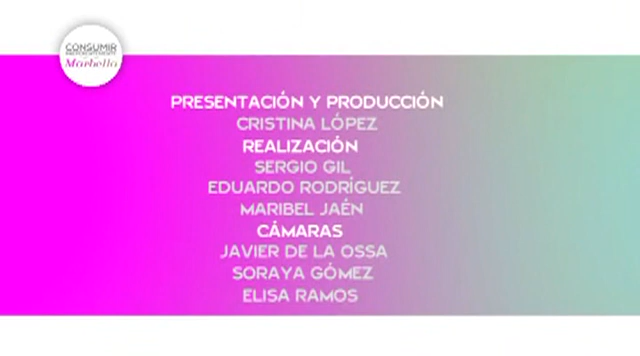 CONSUMIR
Marbella
PRESENTACIÓN Y PRODUCCIÓN
CRISTINA LÓPEZ
REALIZACIÓN
SERGIO GIL
EDUARDO RODRÍGUEZ
MARIBEL JAÉN
CÁMARAS
JAVIER DE LA OSSA
SORAYA GÓMEZ
ELISA RAMOS